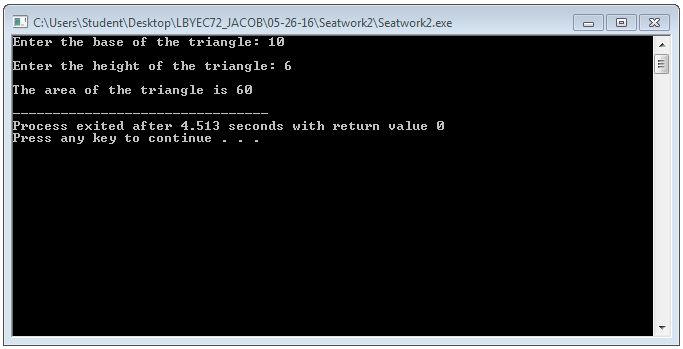 C:\Users\Student\Desktop\LBYEC72_JACOB\05-26-16\Seatwork2\Seatwork2.exe
Enter the base of the triangle: 10
Enter the height of the triangle: 6
The area of the triangle is 60
--------------------------------
Process exited after 4.513 seconds with return value 0
Press any key to continue . . .